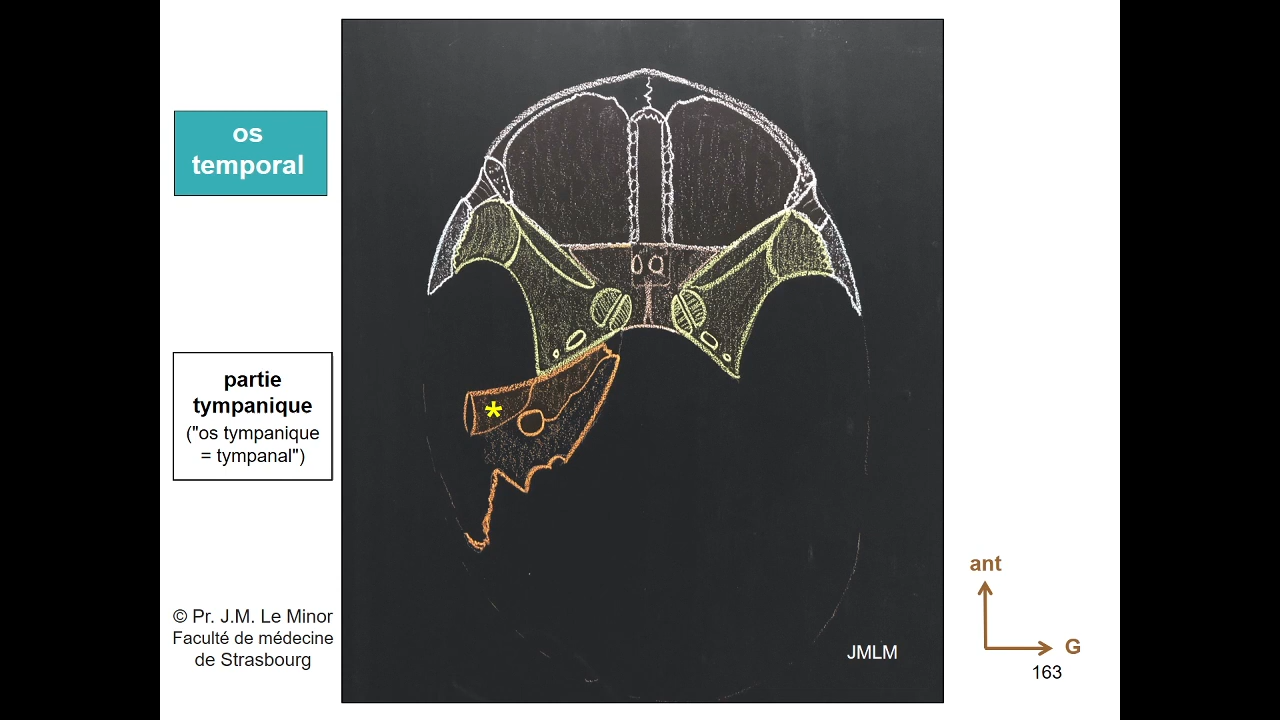 os
temporal
partie
tympanique
("os tympanique
= tympanal")
*
© Pr. J.M. Le Minor
Faculté de médecine
de Strasbourg
JMLM
ant
G
163